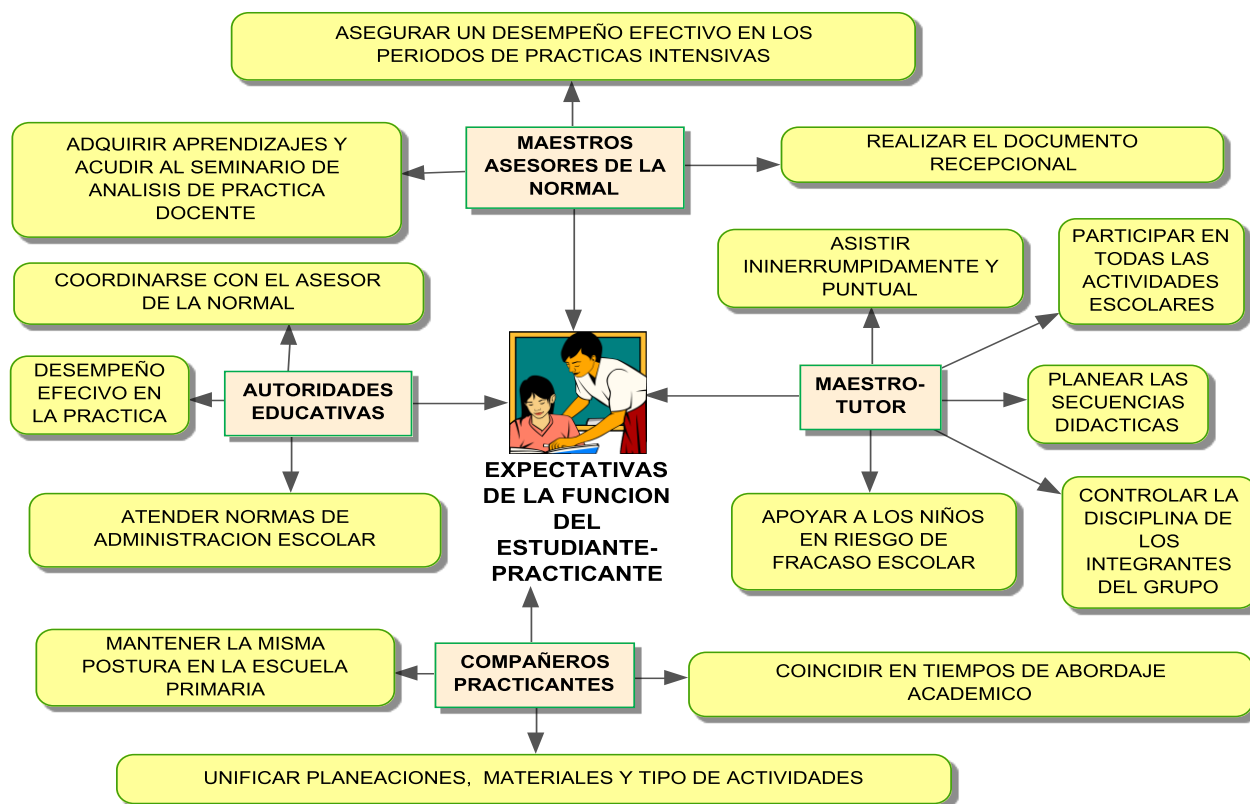 ASEGURAR UN DESEMPEÑO EFECTIVO EN LOS
PERIODOS DE PRACTICAS INTENSIVAS
MAESTROS
ASESORES DE LA
NORMAL
ADQUIRIR APRENDIZAJES Y
ACUDIR AL SEMINARIO DE
ANALISIS DE PRACTICA
DOCENTE
REALIZAR EL DOCUMENTO
RECEPCIONAL
COORDINARSE CON EL ASESOR
DE LA NORMAL
DESEMPEÑO
EFECIVO EN
LA PRACTICA
AUTORIDADES
EDUCATIVAS
ATENDER NORMAS DE
ADMINISTRACION ESCOLAR
ASISTIR
ININERRUMPIDAMENTE Y
PUNTUAL
PARTICIPAR EN
TODAS LAS
ACTIVIDADES
ESCOLARES
MAESTRO-
TUTOR
PLANEAR LAS
SECUENCIAS
DIDACTICAS
APOYAR A LOS NIÑOS
EN RIESGO DE
FRACASO ESCOLAR
CONTROLAR LA
DISCIPLINA DE
LOS
INTEGRANTES
DEL GRUPO
EXPECTATIVAS
DE LA FUNCION
DEL
ESTUDIANTE-
PRACTICANTE
MANTENER LA MISMA
POSTURA EN LA ESCUELA
PRIMARIA
COMPAÑEROS
PRACTICANTES
COINCIDIR EN TIEMPOS DE ABORDAJE
ACADEMICO
UNIFICAR PLANEACIONES, MATERIALES Y TIPO DE ACTIVIDADES